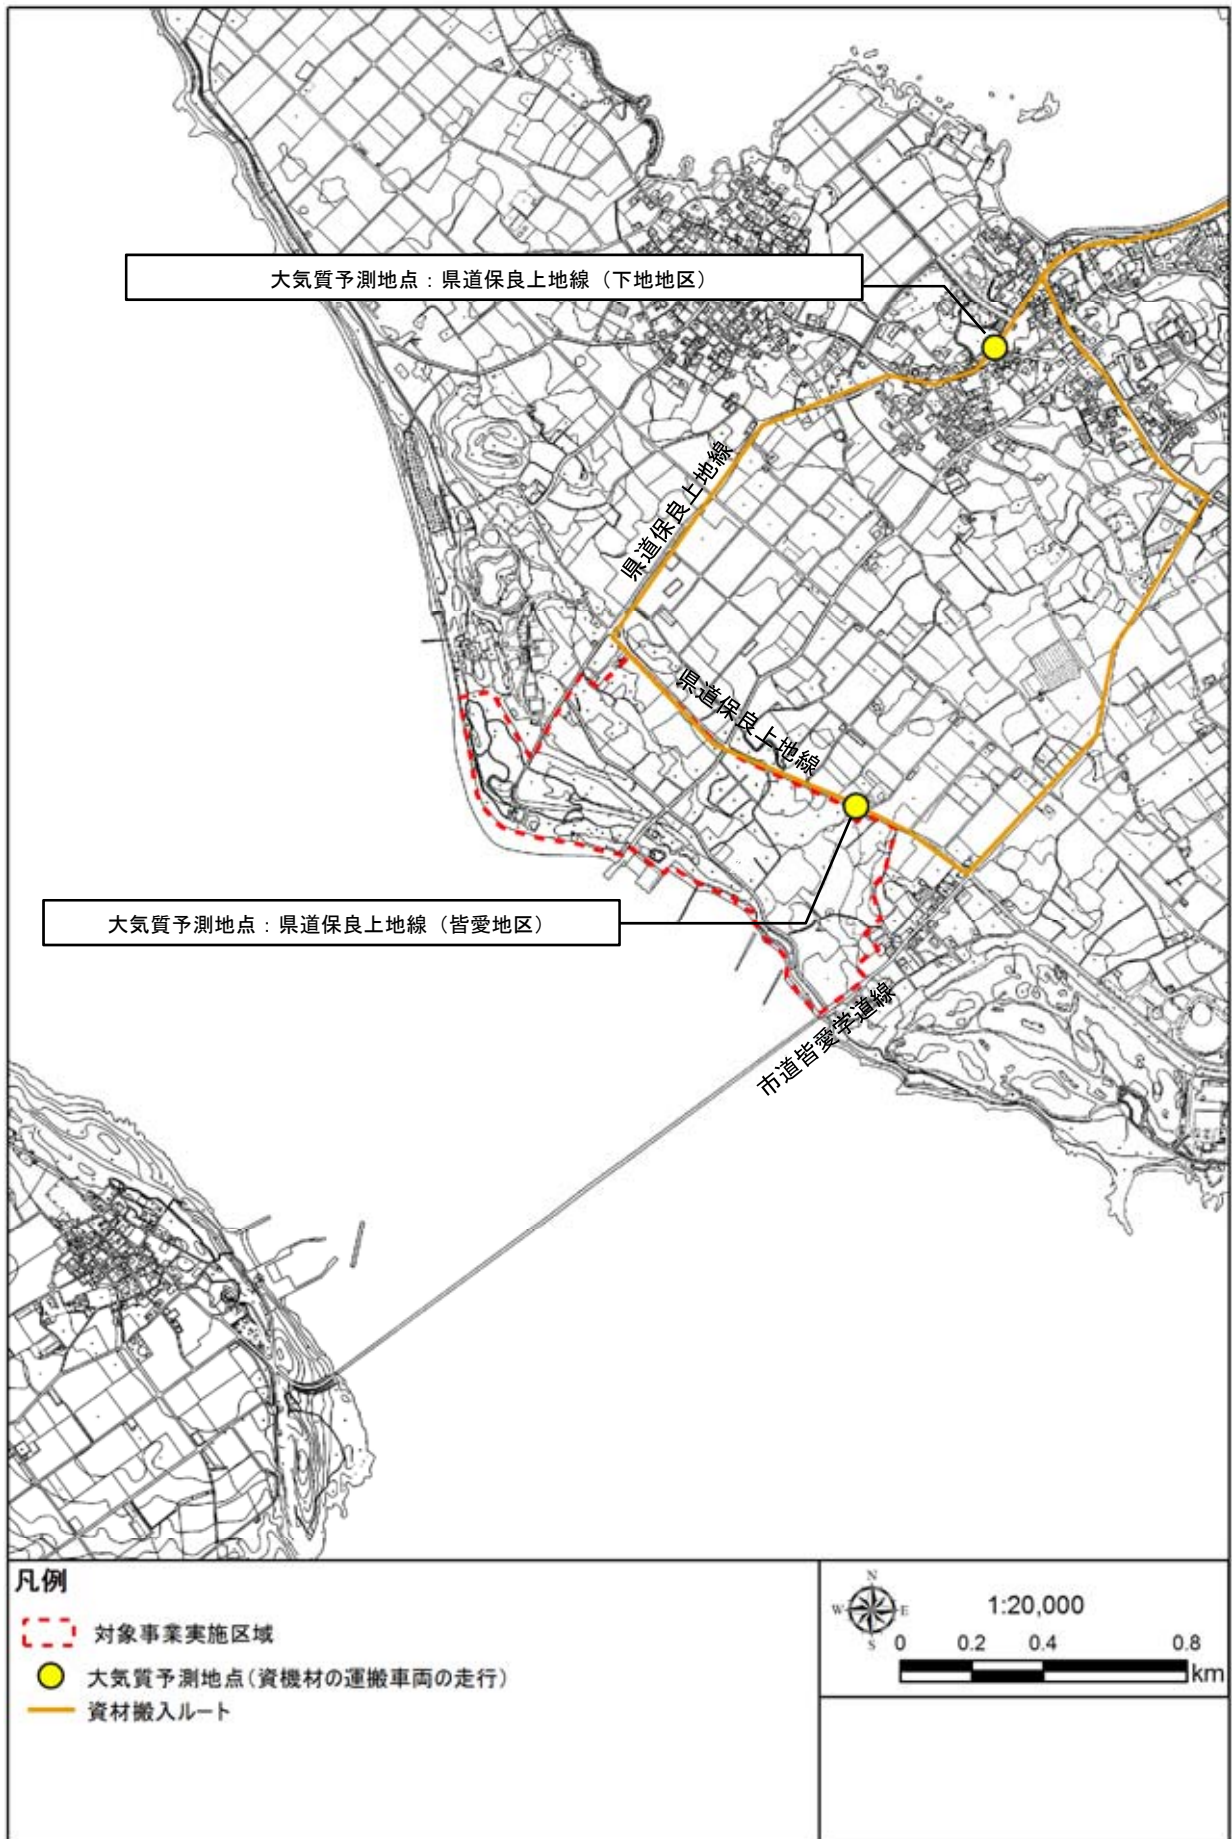 大気質予測地点：県道保良上地線（下地地区）
県道保良上地線
県道保良上地線
大気質予測地点：県道保良上地線（皆愛地区）
市道皆愛学道線
凡例
対象事業実施区域
大気質予測地点(資機材の運搬車両の走行)
資材搬入ルート
N
W E
S
1:20,000
0 0.2 0.4 0.8
km